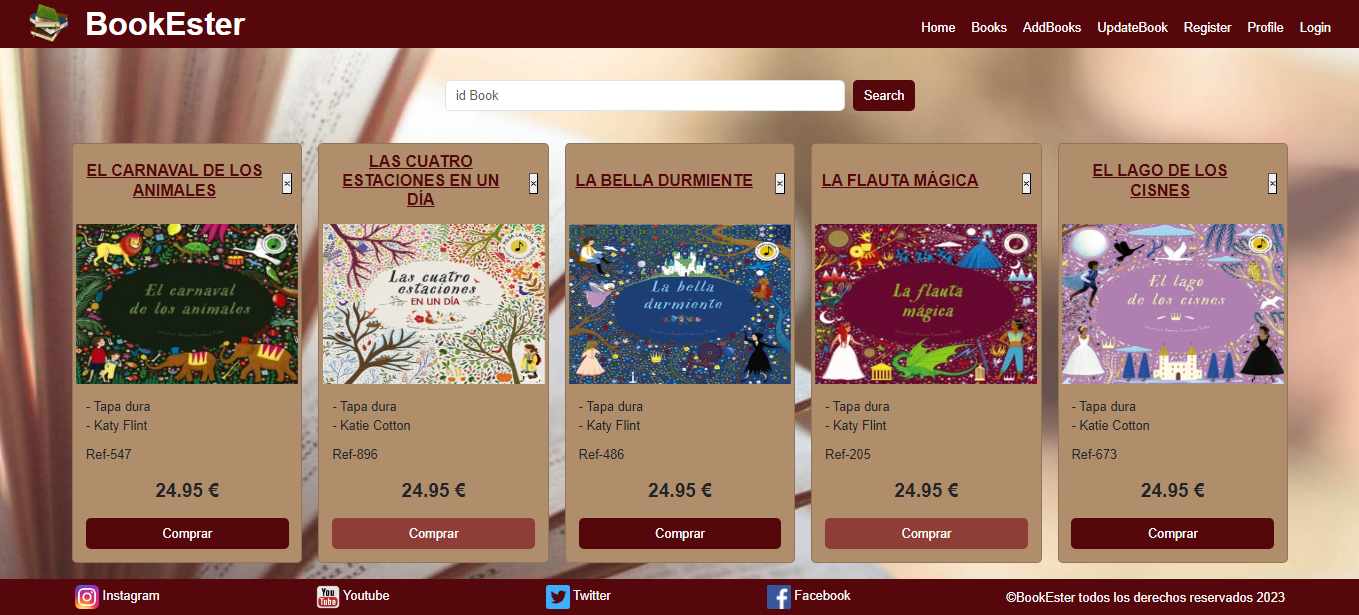 BookEster
Home Books AddBooks UpdateBook Register Profile Login
id Book
Search
EL CARNAVAL DE LOS
ANIMALES
×
El carnaval
de los animales
- Tapa dura
- Katy Flint
Ref-547
24.95 €
Comprar
LAS CUATRO
ESTACIONES EN UN
DÍA
×
Las cuatro
estaciones
EN UN DÍA
- Tapa dura
- Katie Cotton
Ref-896
24.95 €
Comprar
LA BELLA DURMIENTE
×
La bella
durmiente
- Tapa dura
- Katy Flint
Ref-486
24.95 €
Comprar
LA FLAUTA MÁGICA
×
La flauta
mágica
- Tapa dura
- Katy Flint
Ref-205
24.95 €
Comprar
EL LAGO DE LOS
CISNES
×
El lago
de los cisnes
- Tapa dura
- Katie Cotton
Ref-673
24.95 €
Comprar
Instagram
You
Tube
Youtube
Twitter
Facebook
©BookEster todos los derechos reservados 2023